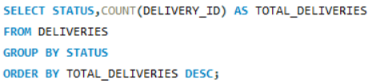 SELECT STATUS,COUNT(DELIVERY_ID) AS TOTAL_DELIVERIES
FROM DELIVERIES
GROUP BY STATUS
ORDER BY TOTAL_DELIVERIES DESC;